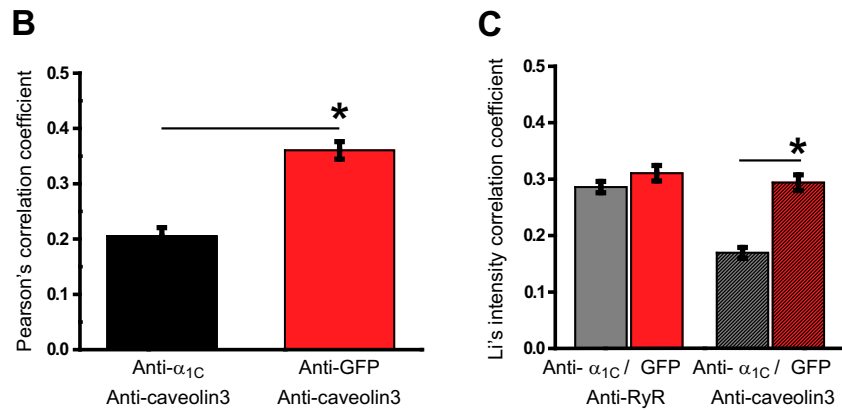 B
Pearson's correlation coefficient
0.5
0.4
0.3
0.2
0.1
0.0
*
Anti-α1C Anti-GFP
Anti-caveolin3 Anti-caveolin3
C
Li's intensity correlation coefficient
0.5
0.4
0.3
0.2
0.1
0.0
*
Anti- α1C / GFP Anti- α1C / GFP
Anti-RyR Anti-caveolin3